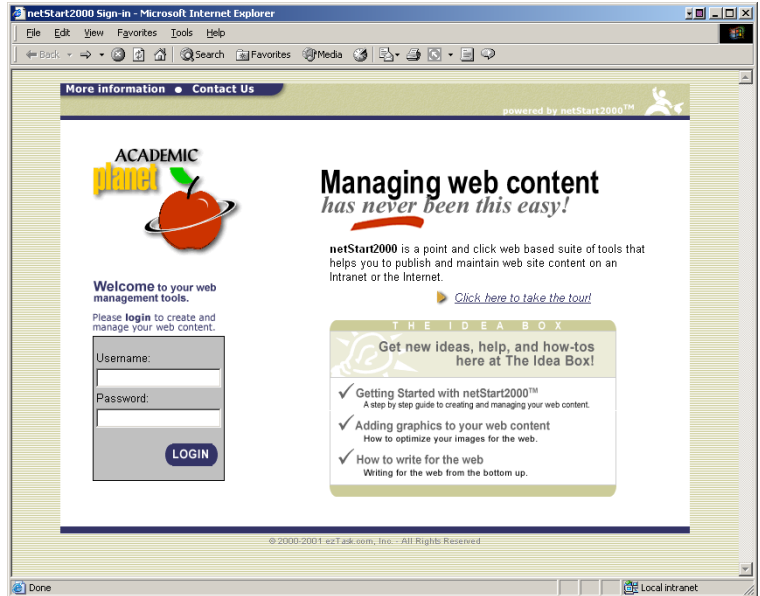 netStart2000 Sign-in - Microsoft Internet Explorer
File Edit View Favorites Tools Help
Back Search Favorites Media
More information ● Contact Us
powered by netStart2000™
ACADEMIC
planet
Managing web content
has never been this easy!
netStart2000 is a point and click web based suite of tools that
helps you to publish and maintain web site content on an
Intranet or the Internet.
Click here to take the tour!
Welcome to your web
management tools.
Please login to create and
manage your web content.
Username:
Password:
LOGIN
THE IDEA BOX
Get new ideas, help, and how-tos
here at The Idea Box!
Getting Started with netStart2000™
A step by step guide to creating and managing your web content.
Adding graphics to your web content
How to optimize your images for the web.
How to write for the web
Writing for the web from the bottom up.
© 2000-2001 ezTask.com, Inc. - All Rights Reserved
Done
Local intranet